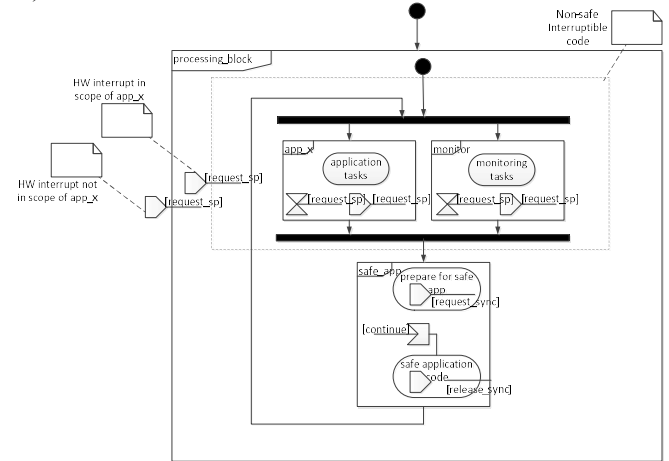 Non-safe
Interruptible
code
processing_block
HW interrupt in
scope of app_x
app_x
application
tasks
monitor
monitoring
tasks
[request_sp]
HW interrupt not
in scope of app_x
[request_sp]
[request_sp]
[request_sp]
[request_sp]
[request_sp]
safe_app
prepare for safe
app
[request_sync]
[continue]
safe application
code
[release_sync]